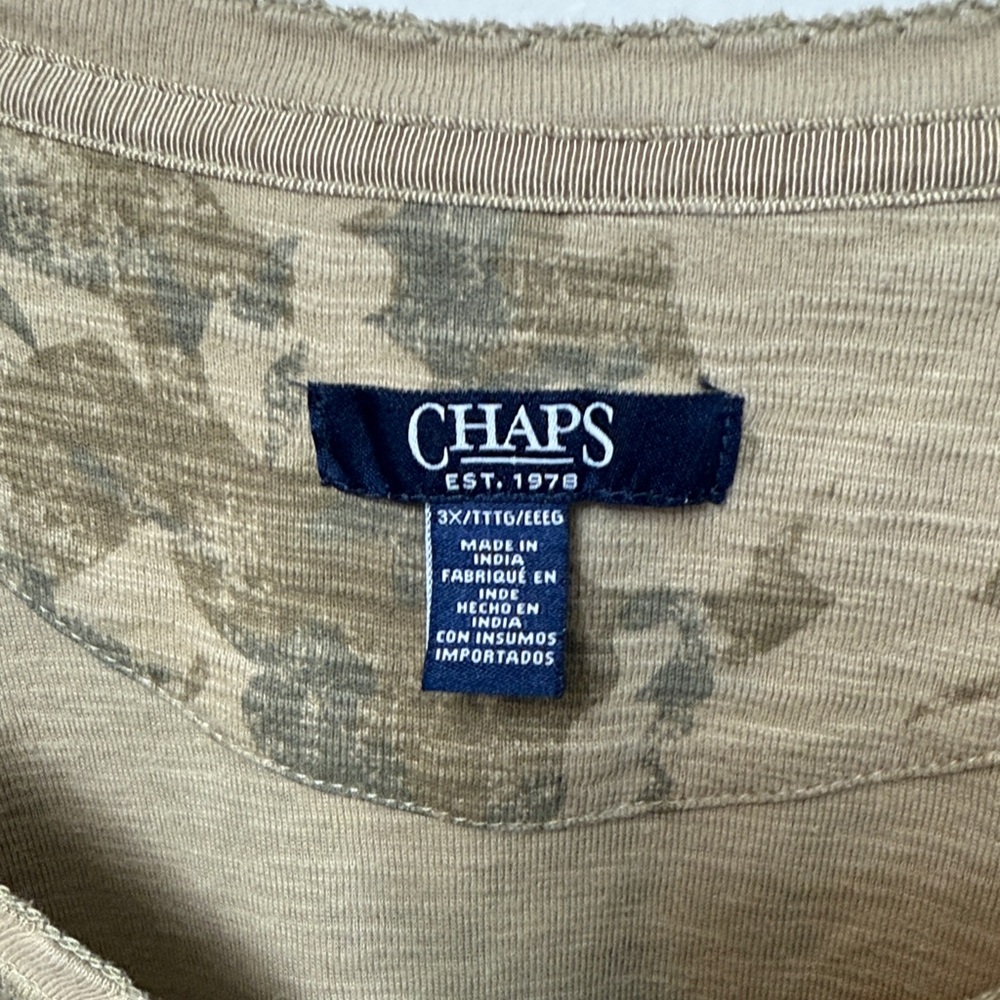 CHAPS
EST. 1978
3X/TTTG/EEEG
MADE IN
INDIA
FABRIQUÉ EN
INDE
HECHO EN
INDIA
CON INSUMOS
IMPORTADOS